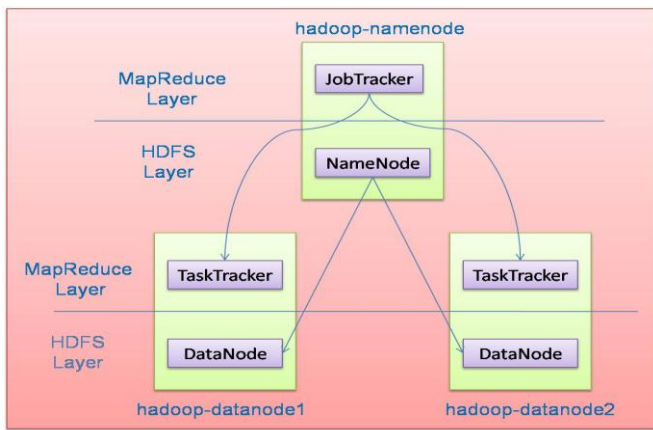 hadoop-namenode
MapReduce
Layer
JobTracker
HDFS
Layer
NameNode
MapReduce
Layer
TaskTracker
TaskTracker
HDFS
Layer
DataNode
DataNode
hadoop-datanode1
hadoop-datanode2